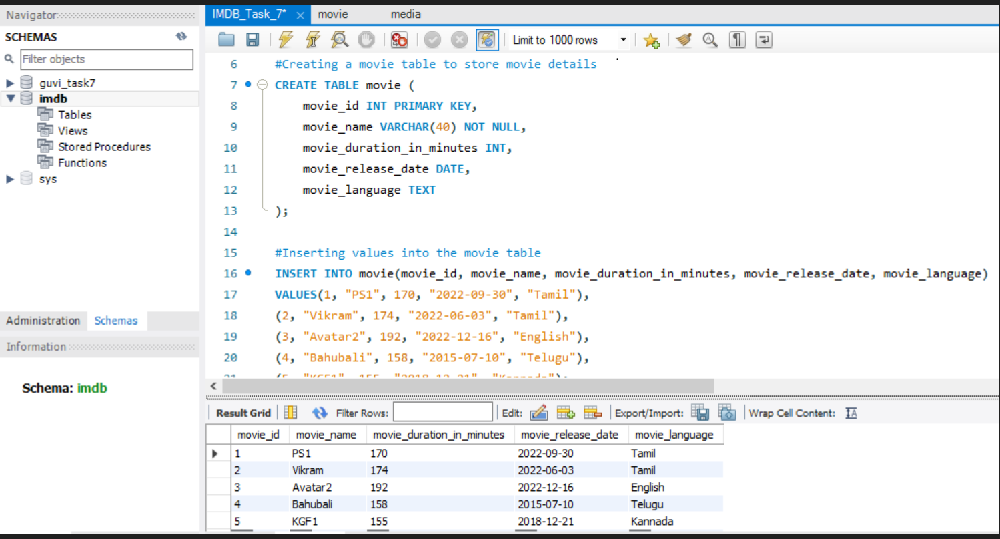 Navigator
SCHEMAS
Filter objects
guvi_task7
imdb
Tables
Views
Stored Procedures
Functions
sys
Administration Schemas
Information
Schema: imdb
IMDB_Task_7* × movie media
Limit to 1000 rows
6 #Creating a movie table to store movie details
7 CREATE TABLE movie (
8 movie_id INT PRIMARY KEY,
9 movie_name VARCHAR(40) NOT NULL,
10 movie_duration_in_minutes INT,
11 movie_release_date DATE,
12 movie_language TEXT
13 );
14
15 #Inserting values into the movie table
16 INSERT INTO movie(movie_id, movie_name, movie_duration_in_minutes, movie_release_date, movie_language)
17 VALUES(1, "PS1", 170, "2022-09-30", "Tamil"),
18 (2, "Vikram", 174, "2022-06-03", "Tamil"),
19 (3, "Avatar2", 192, "2022-12-16", "English"),
20 (4, "Bahubali", 158, "2015-07-10", "Telugu"),
21 (5, "KGF1", 155, "2018-12-21", "Kannada");
Result Grid Filter Rows: Edit: Export/Import: Wrap Cell Content: IA
movie_id movie_name movie_duration_in_minutes movie_release_date movie_language
1 PS1 170 2022-09-30 Tamil
2 Vikram 174 2022-06-03 Tamil
3 Avatar2 192 2022-12-16 English
4 Bahubali 158 2015-07-10 Telugu
5 KGF1 155 2018-12-21 Kannada